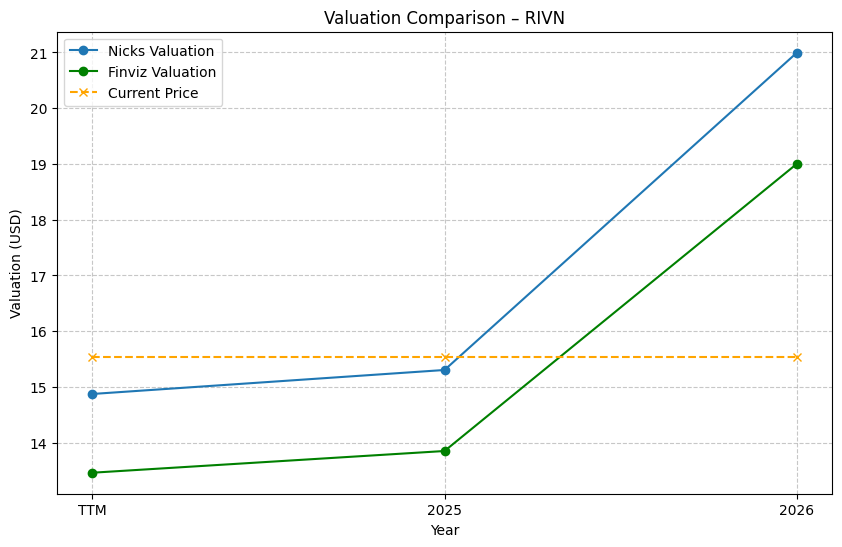 Valuation Comparison – RIVN
Nicks Valuation
Finviz Valuation
Current Price
Valuation (USD)
21
20
19
18
17
16
15
14
TTM
2025
2026
Year